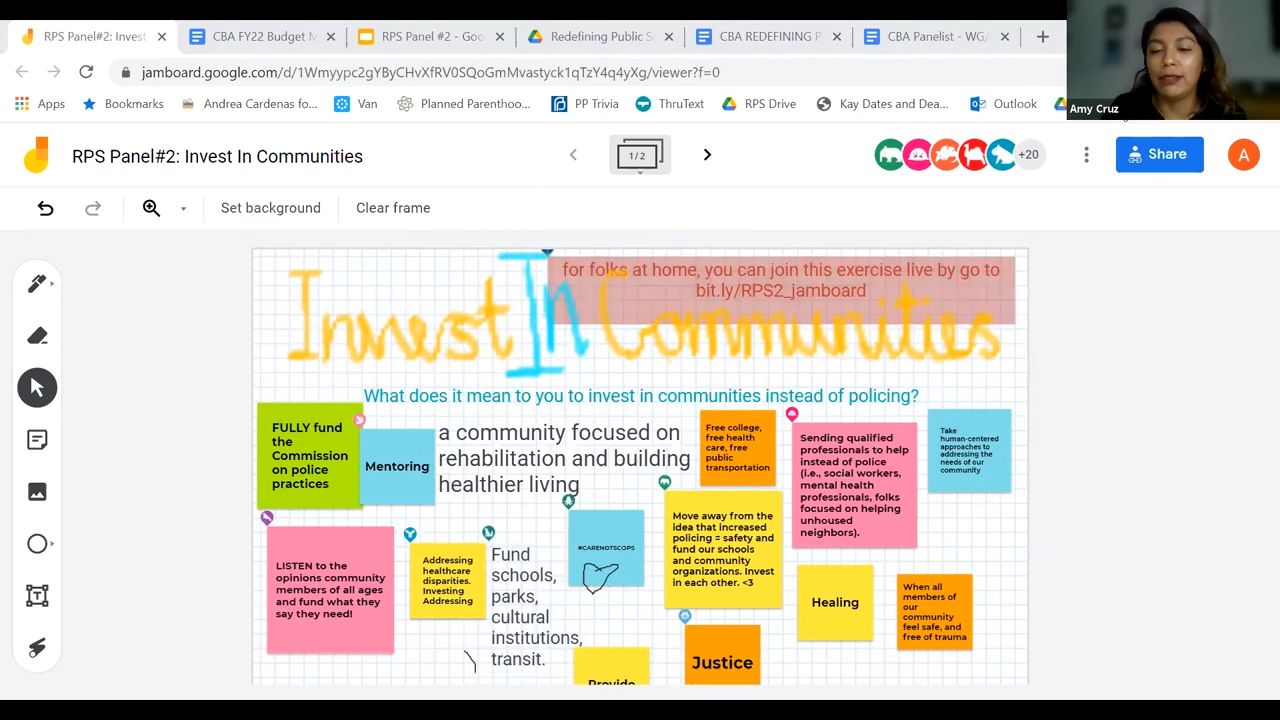 RPS Panel#2: Invest
CBA FY22 Budget M
RPS Panel #2 - Goo
Redefining Public Sa
CBA REDEFINING P
CBA Panelist - WG/
jamboard.google.com/d/1Wmyypc2gYByCHvXfRV0SQoGmMvastyck1qTzY4q4yXg/viewer?f=0
Amy Cruz
Apps
Bookmarks
Andrea Cardenas fo...
Van
Planned Parenthoo...
PP Trivia
ThruText
RPS Drive
Kay Dates and Dea...
Outlook
RPS Panel#2: Invest In Communities
1/2
+20
Share
A
Set background
Clear frame
for folks at home, you can join this exercise live by go to
bit.ly/RPS2_jamboard
Invest In Communities
What does it mean to you to invest in communities instead of policing?
FULLY fund
the
Commission
on police
practices
Mentoring
a community focused on
rehabilitation and building
healthier living
Free college,
free health
care, free
public
transportation
Sending qualified
professionals to help
instead of police
(i.e., social workers,
mental health
professionals, folks
focused on helping
unhoused
neighbors).
Take
human-centered
approaches to
addressing the
needs of our
community
LISTEN to the
opinions community
members of all ages
and fund what they
say they need!
Addressing
healthcare
disparities.
Investing
Addressing
Fund
schools,
parks,
cultural
institutions,
transit.
#CARENOTSCOPS
Move away from the
idea that increased
policing = safety and
fund our schools
and community
organizations. Invest
in each other. <3
Healing
When all
members of
our
community
feel safe, and
free of trauma
Provide
Justice